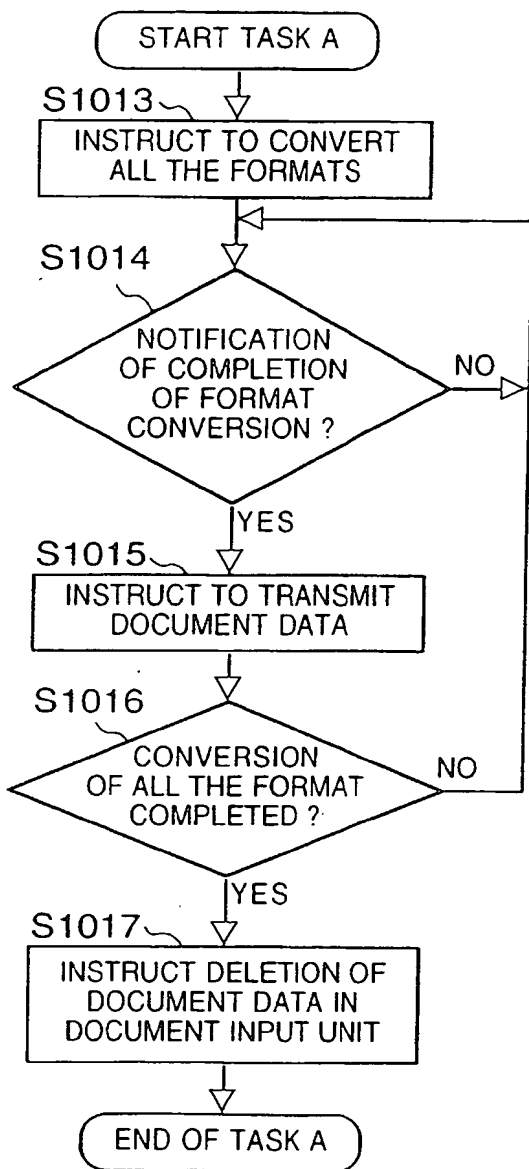 START TASK A
S1013
INSTRUCT TO CONVERT
ALL THE FORMATS
S1014
NOTIFICATION
OF COMPLETION
OF FORMAT
CONVERSION ?
NO
YES
S1015
INSTRUCT TO TRANSMIT
DOCUMENT DATA
S1016
CONVERSION
OF ALL THE FORMAT
COMPLETED ?
NO
YES
S1017
INSTRUCT DELETION OF
DOCUMENT DATA IN
DOCUMENT INPUT UNIT
END OF TASK A